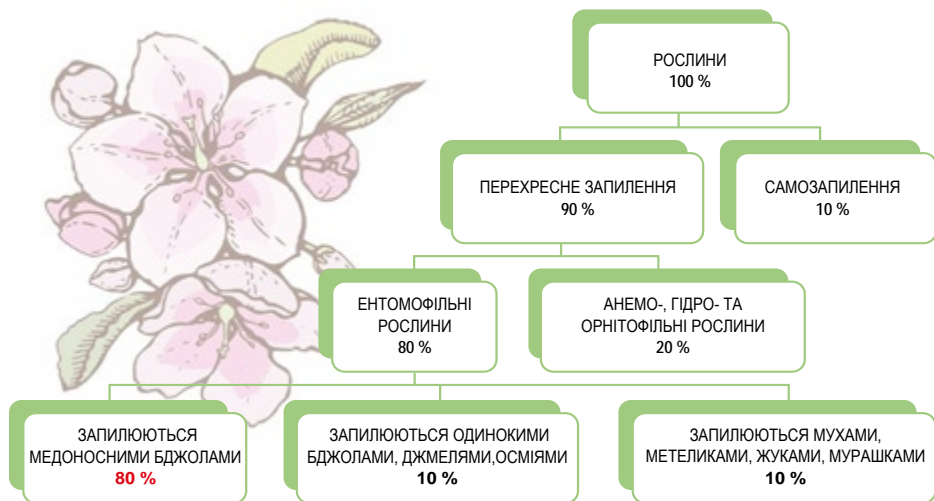 РОСЛИНИ
100 %
ПЕРЕХРЕСНЕ ЗАПИЛЕННЯ
90 %
САМОЗАПИЛЕННЯ
10 %
ЕНТОМОФІЛЬНІ
РОСЛИНИ
80 %
АНЕМО-, ГІДРО- ТА
ОРНІТОФІЛЬНІ РОСЛИНИ
20 %
ЗАПИЛЮЮТЬСЯ
МЕДОНОСНИМИ БДЖОЛАМИ
80 %
ЗАПИЛЮЮТЬСЯ ОДИНОКИМИ
БДЖОЛАМИ, ДЖМЕЛЯМИ,ОСМІЯМИ
10 %
ЗАПИЛЮЮТЬСЯ МУХАМИ,
МЕТЕЛИКАМИ, ЖУКАМИ, МУРАШКАМИ
10 %